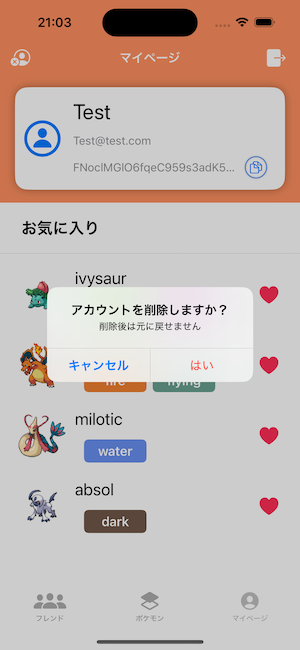 21:03
マイページ
Test
Test@test.com
FNoclMGlO6fqeC959s3adK5...
お気に入り
ivysaur
アカウントを削除しますか？
削除後は元に戻せません
キャンセル
はい
fire
flying
milotic
water
absol
dark
フレンド
ポケモン
マイページ